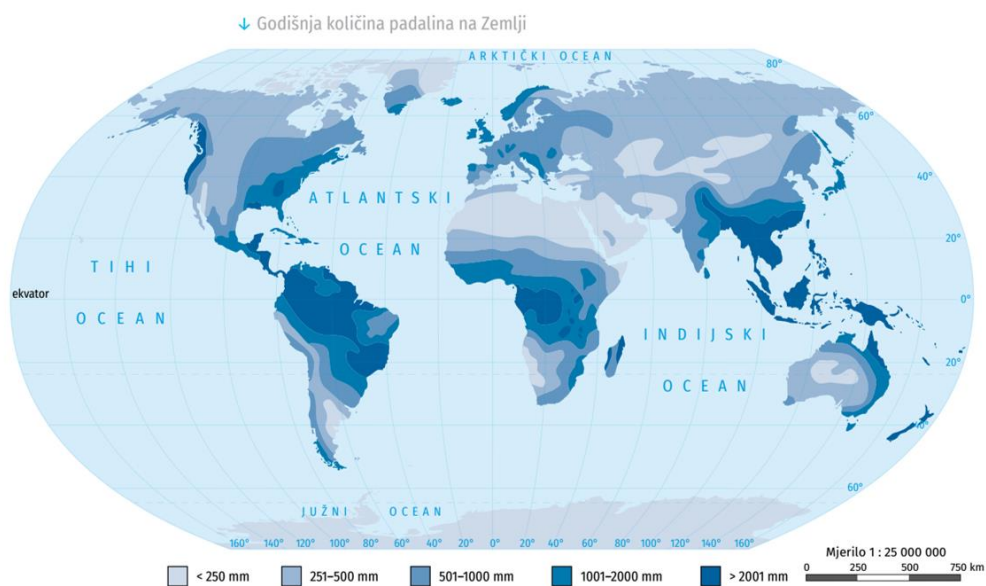 ↓ Godišnja količina padalina na Zemlji
ARKTIČKI OCEAN
80°
60°
40°
ATLANTSKI
OCEAN
20°
TIHI
OCEAN
ekvator
0°
INDIJSKI
OCEAN
20°
40°
60°
JUŽNI OCEAN
160° 140° 120° 100° 80° 60° 40° 20° 0° 20° 40° 60° 80° 100° 120° 140° 160°
Mjerilo 1 : 25 000 000
0 250 500 750 km
< 250 mm
251–500 mm
501–1000 mm
1001–2000 mm
> 2001 mm